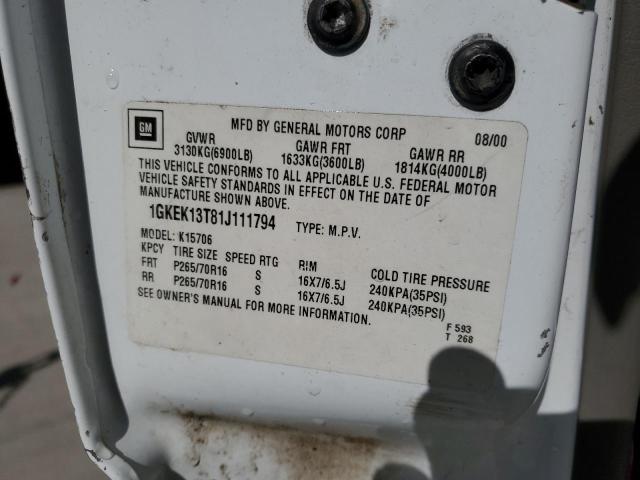 GM
MFD BY GENERAL MOTORS CORP 08/00
GVWR GAWR FRT GAWR RR
3130KG(6900LB) 1633KG(3600LB) 1814KG(4000LB)
THIS VEHICLE CONFORMS TO ALL APPLICABLE U.S. FEDERAL MOTOR
VEHICLE SAFETY STANDARDS IN EFFECT ON THE DATE OF
MANUFACTURE SHOWN ABOVE.
1GKEK13T81J111794 TYPE: M.P.V.
MODEL: K15706
KPCY TIRE SIZE SPEED RTG RIM COLD TIRE PRESSURE
FRT P265/70R16 S 16X7/6.5J 240KPA(35PSI)
RR P265/70R16 S 16X7/6.5J 240KPA(35PSI)
SEE OWNER'S MANUAL FOR MORE INFORMATION.
F 593
T 268